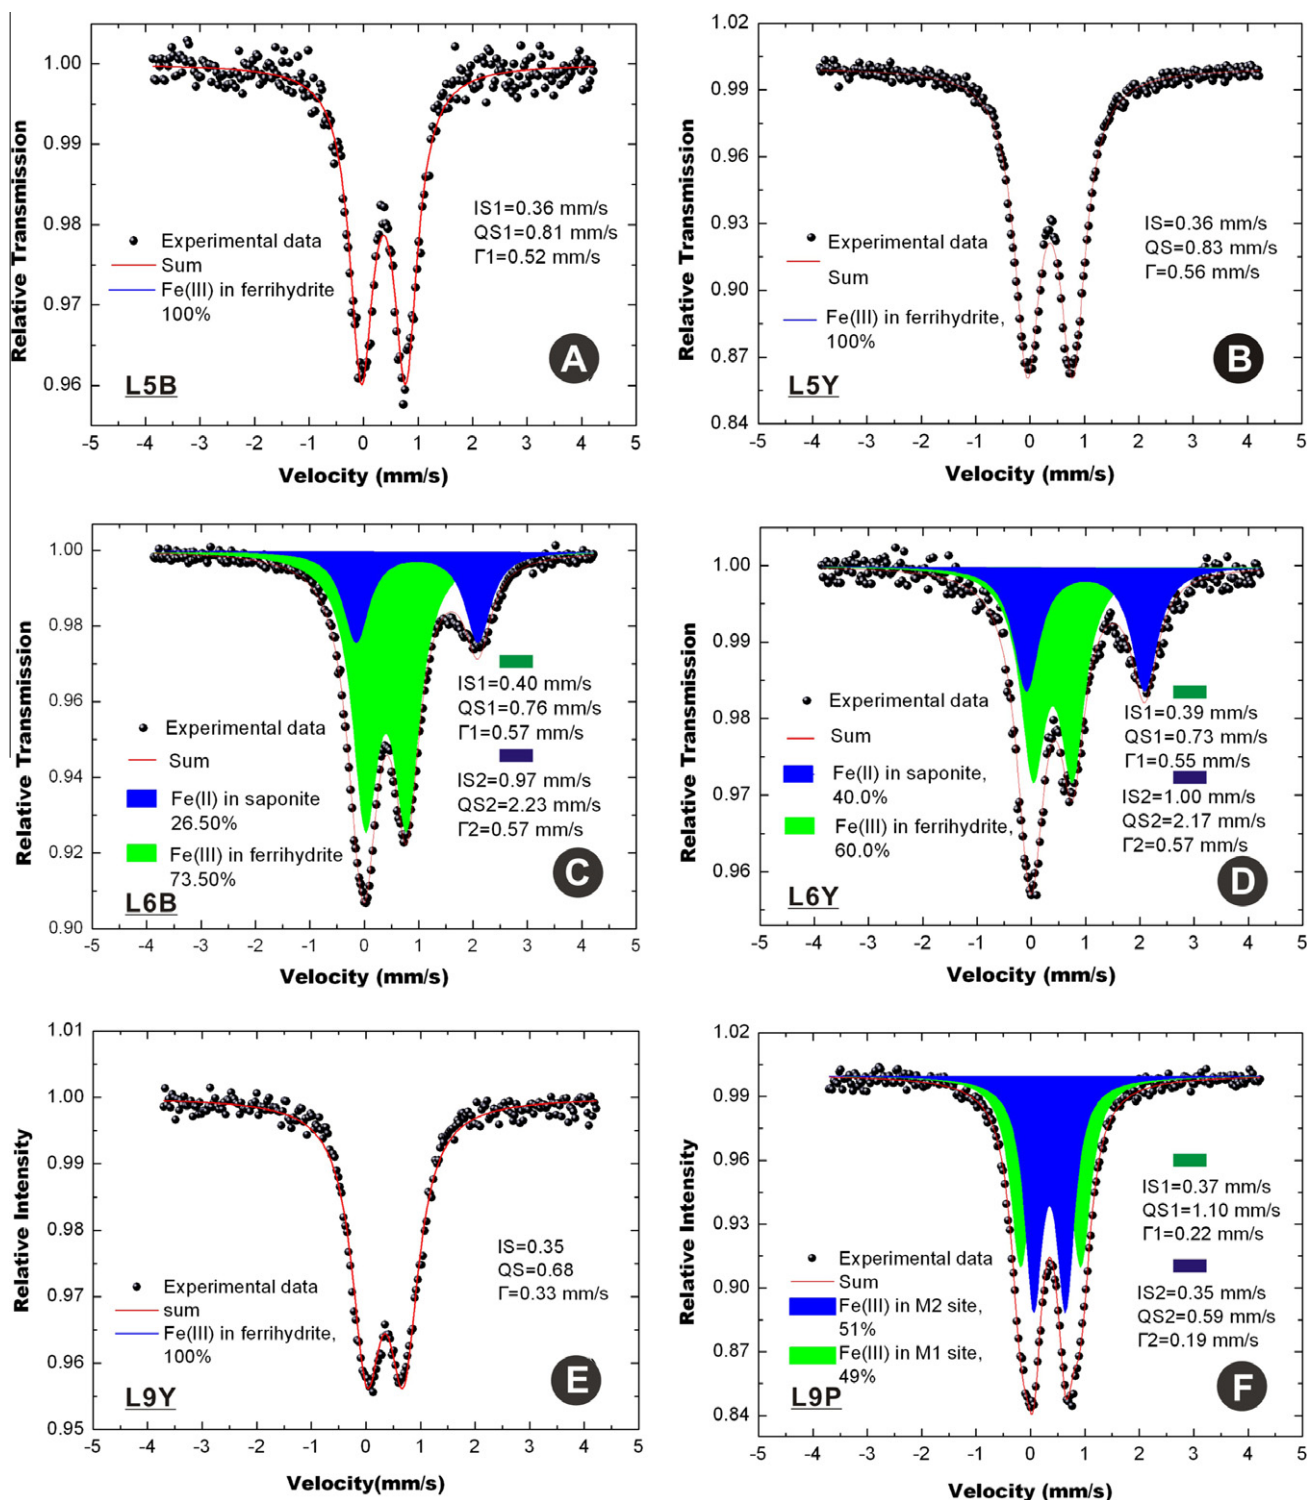 1.00
0.99
0.98
0.97
0.96
Relative Transmission
Experimental data
Sum
Fe(III) in ferrihydrite
100%
IS1=0.36 mm/s
QS1=0.81 mm/s
Γ1=0.52 mm/s
A
L5B
-5 -4 -3 -2 -1 0 1 2 3 4 5
Velocity (mm/s)
1.02
0.99
0.96
0.93
0.90
0.87
0.84
Relative Transmission
Experimental data
Sum
Fe(III) in ferrihydrite,
100%
IS=0.36 mm/s
QS=0.83 mm/s
Γ=0.56 mm/s
B
L5Y
-5 -4 -3 -2 -1 0 1 2 3 4 5
Velocity (mm/s)
1.00
0.98
0.96
0.94
0.92
0.90
Relative Transmission
Experimental data
Sum
Fe(II) in saponite
26.50%
Fe(III) in ferrihydrite
73.50%
IS1=0.40 mm/s
QS1=0.76 mm/s
Γ1=0.57 mm/s
IS2=0.97 mm/s
QS2=2.23 mm/s
Γ2=0.57 mm/s
C
L6B
-5 -4 -3 -2 -1 0 1 2 3 4 5
Velocity (mm/s)
1.00
0.99
0.98
0.97
0.96
Relative Transmission
Experimental data
Sum
Fe(II) in saponite,
40.0%
Fe(III) in ferrihydrite,
60.0%
IS1=0.39 mm/s
QS1=0.73 mm/s
Γ1=0.55 mm/s
IS2=1.00 mm/s
QS2=2.17 mm/s
Γ2=0.57 mm/s
D
L6Y
-5 -4 -3 -2 -1 0 1 2 3 4 5
Velocity (mm/s)
1.01
1.00
0.99
0.98
0.97
0.96
0.95
Relative Intensity
Experimental data
sum
Fe(III) in ferrihydrite,
100%
IS=0.35
QS=0.68
Γ=0.33 mm/s
E
L9Y
-5 -4 -3 -2 -1 0 1 2 3 4 5
Velocity(mm/s)
1.02
0.99
0.96
0.93
0.90
0.87
0.84
Relative Intensity
Experimental data
Sum
Fe(III) in M2 site,
51%
Fe(III) in M1 site,
49%
IS1=0.37 mm/s
QS1=1.10 mm/s
Γ1=0.22 mm/s
IS2=0.35 mm/s
QS2=0.59 mm/s
Γ2=0.19 mm/s
F
L9P
-5 -4 -3 -2 -1 0 1 2 3 4 5
Velocity (mm/s)